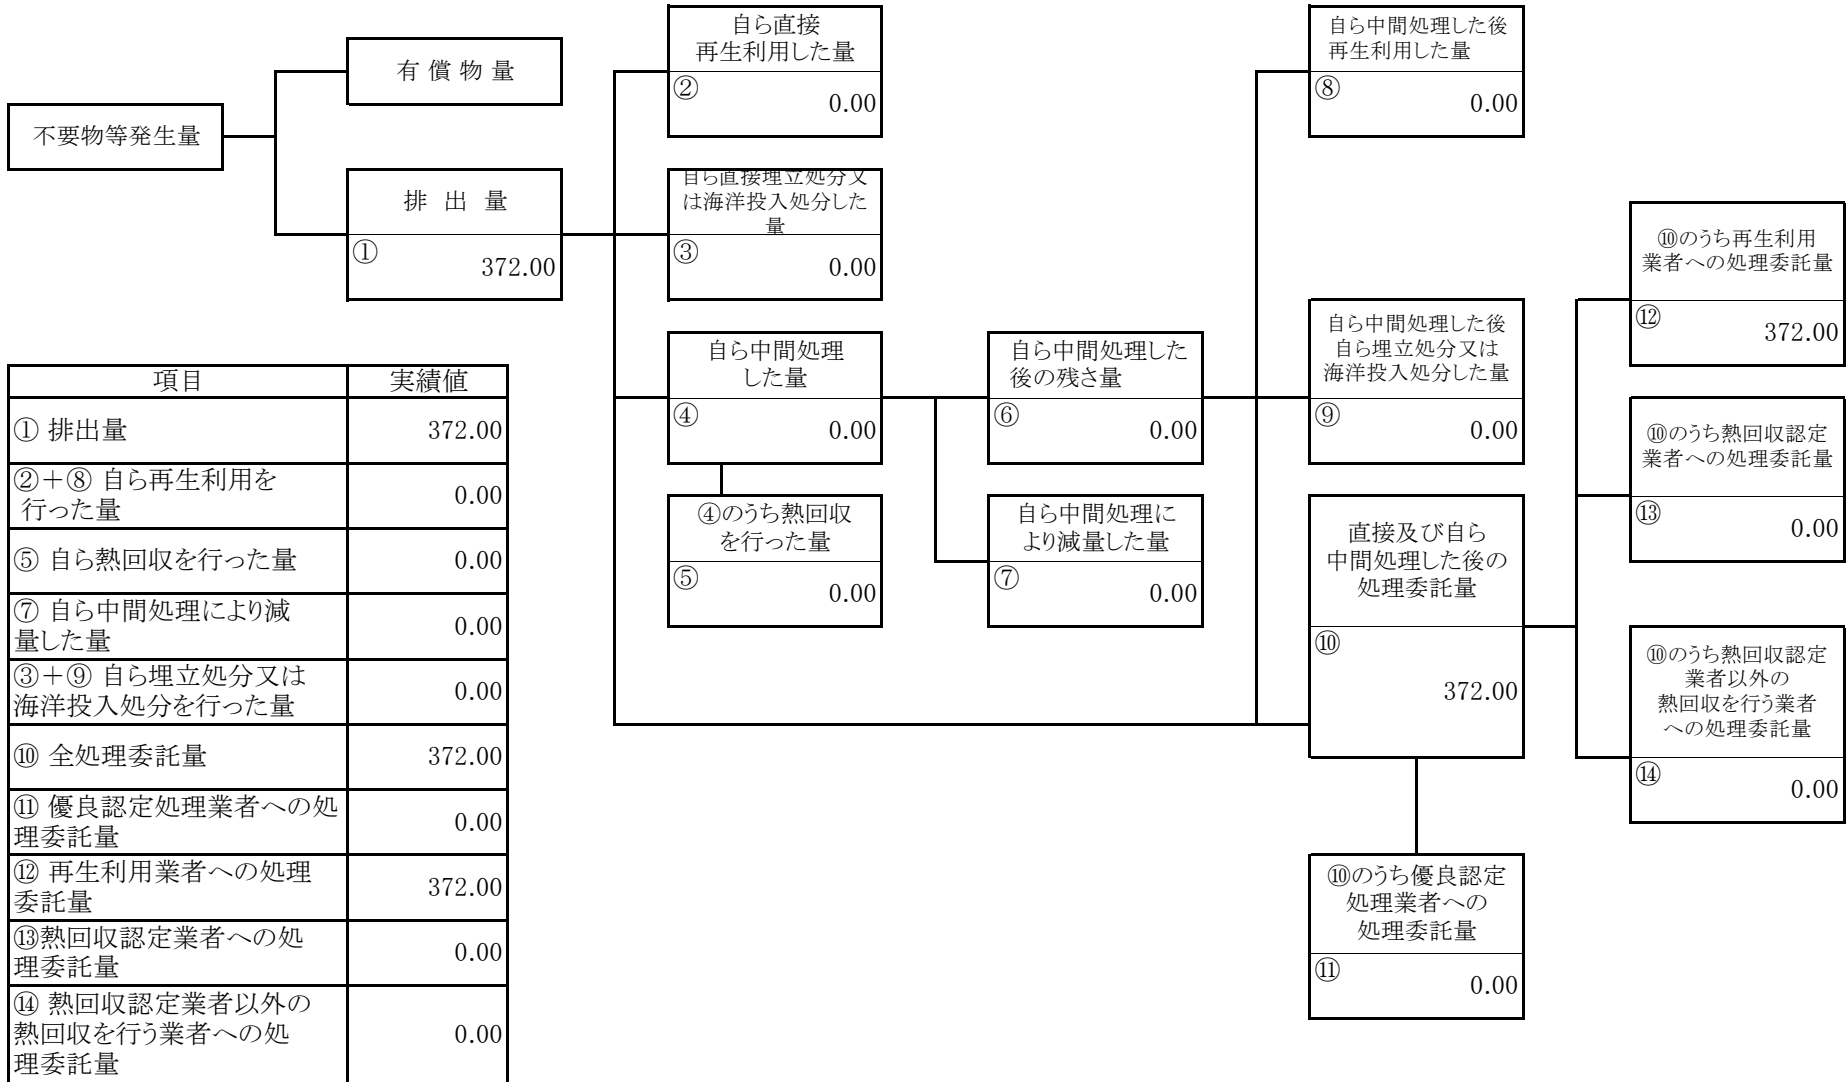 不要物等発生量
有 償 物 量
排 出 量
①
372.00
自ら直接
再生利用した量
②
0.00
自ら直接埋立処分又
は海洋投入処分した
量
③
0.00
自ら中間処理
した量
④
0.00
④のうち熱回収
を行った量
⑤
0.00
自ら中間処理した
後の残さ量
⑥
0.00
自ら中間処理に
より減量した量
⑦
0.00
自ら中間処理した後
再生利用した量
⑧
0.00
自ら中間処理した後
自ら埋立処分又は
海洋投入処分した量
⑨
0.00
直接及び自ら
中間処理した後の
処理委託量
⑩
372.00
⑩のうち優良認定
処理業者への
処理委託量
⑪
0.00
⑩のうち再生利用
業者への処理委託量
⑫
372.00
⑩のうち熱回収認定
業者への処理委託量
⑬
0.00
⑩のうち熱回収認定
業者以外の
熱回収を行う業者
への処理委託量
⑭
0.00
項目 実績値
① 排出量 372.00
②＋⑧ 自ら再生利用を
行った量
0.00
⑤ 自ら熱回収を行った量 0.00
⑦ 自ら中間処理により減
量した量
0.00
③＋⑨ 自ら埋立処分又は
海洋投入処分を行った量
0.00
⑩ 全処理委託量 372.00
⑪ 優良認定処理業者への処
理委託量
0.00
⑫ 再生利用業者への処理
委託量
372.00
⑬熱回収認定業者への処
理委託量
0.00
⑭ 熱回収認定業者以外の
熱回収を行う業者への処
理委託量
0.00